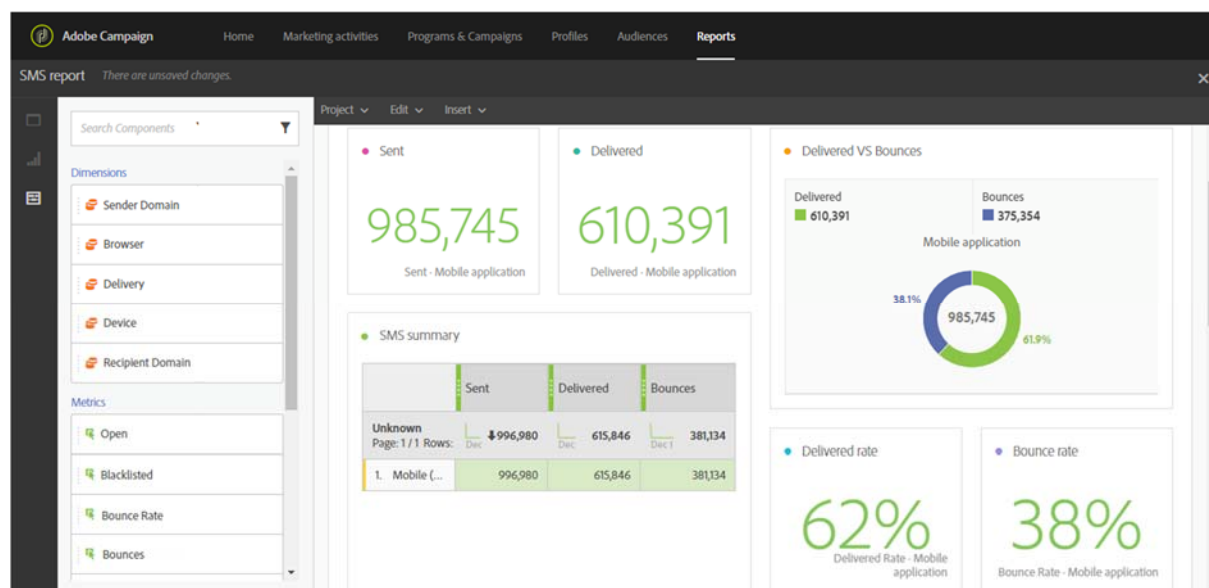 Adobe Campaign
Home
Marketing activities
Programs & Campaigns
Profiles
Audiences
Reports
SMS report
There are unsaved changes.
Project
Edit
Insert
Search Components
Dimensions
Sender Domain
Browser
Delivery
Device
Recipient Domain
Metrics
Open
Blacklisted
Bounce Rate
Bounces
Sent
985,745
Sent - Mobile application
Delivered
610,391
Delivered - Mobile application
Delivered VS Bounces
Delivered
610,391
Bounces
375,354
Mobile application
38.1%
985,745
61.9%
SMS summary
Sent
Delivered
Bounces
Unknown
Page: 1 / 1 Rows:
Dec
996,980
Dec
615,846
Dec 1
381,134
1. Mobile (...
996,980
615,846
381,134
Delivered rate
62%
Delivered Rate - Mobile
application
Bounce rate
38%
Bounce Rate - Mobile application